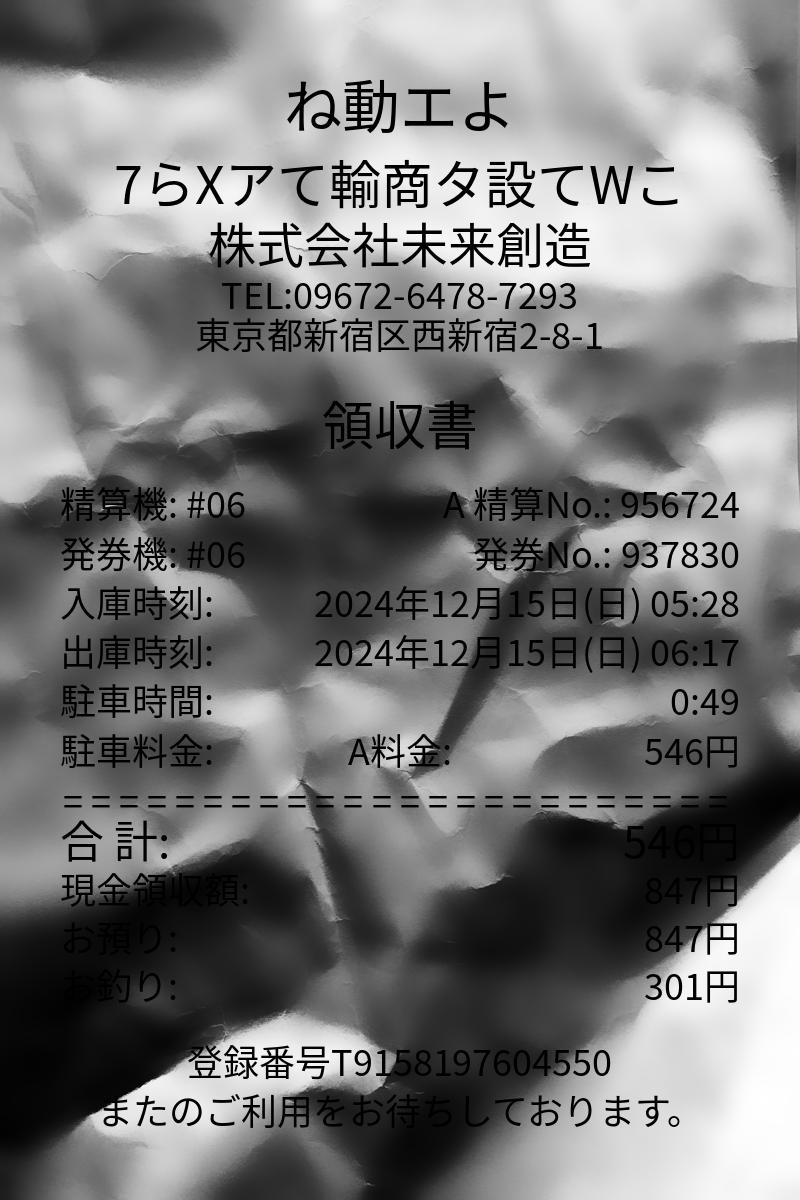 ね動エよ
7らXアて輸商タ設てWこ
株式会社未来創造
TEL:09672-6478-7293
東京都新宿区西新宿2-8-1
領収書
精算機: #06 A 精算No.: 956724
発券機: #06 発券No.: 937830
入庫時刻: 2024年12月15日(日) 05:28
出庫時刻: 2024年12月15日(日) 06:17
駐車時間: 0:49
駐車料金: A料金: 546円
========================
合 計: 546円
現金領収額: 847円
お預り: 847円
お釣り: 301円
登録番号T9158197604550
またのご利用をお待ちしております。